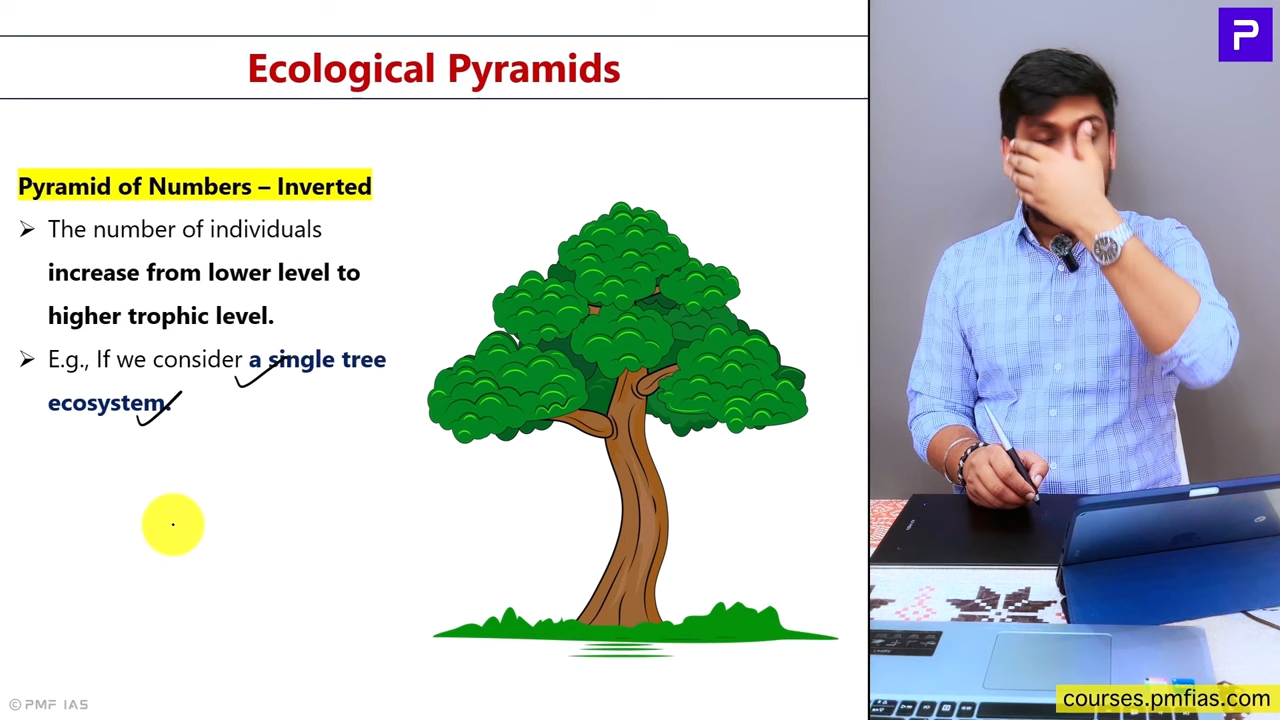 Ecological Pyramids
Pyramid of Numbers – Inverted
➢ The number of individuals
increase from lower level to
higher trophic level.
➢ E.g., If we consider a single tree
ecosystem.
© PMF IAS
P
courses.pmfias.com